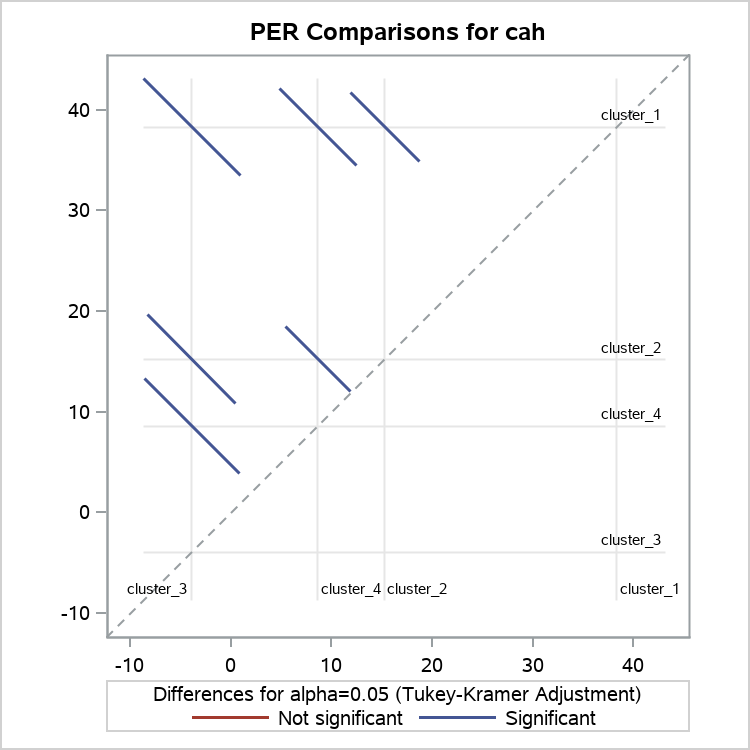 PER Comparisons for cah
40
30
20
10
0
-10
cluster_1
cluster_2
cluster_4
cluster_3
cluster_3 cluster_4 cluster_2 cluster_1
-10 0 10 20 30 40
Differences for alpha=0.05 (Tukey-Kramer Adjustment)
Not significant Significant